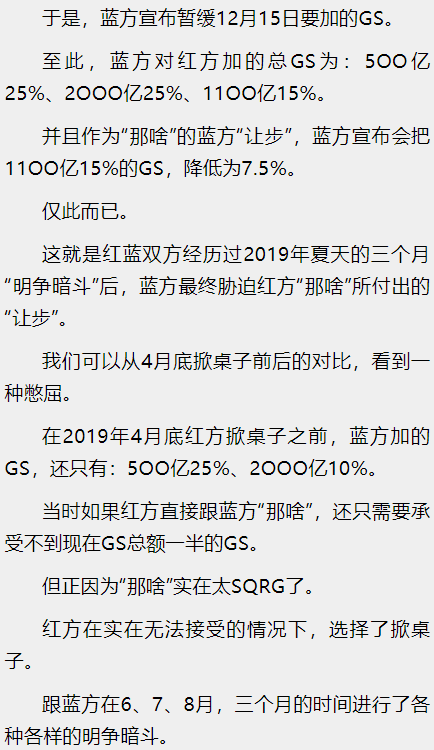 于是，蓝方宣布暂缓12月15日要加的GS。
至此，蓝方对红方加的总GS为：5OO亿
25%、2OOO亿25%、11OO亿15%。
并且作为“那啥”的蓝方“让步”，蓝方宣布会把
11OO亿15%的GS，降低为7.5%。
仅此而已。
这就是红蓝双方经历过2019年夏天的三个月
“明争暗斗”后，蓝方最终胁迫红方“那啥”所付出的
“让步”。
我们可以从4月底掀桌子前后的对比，看到一
种憋屈。
在2019年4月底红方掀桌子之前，蓝方加的
GS，还只有：5OO亿25%、2OOO亿10%。
当时如果红方直接跟蓝方“那啥”，还只需要承
受不到现在GS总额一半的GS。
但正因为“那啥”实在太SQRG了。
红方在实在无法接受的情况下，选择了掀桌
子。
跟蓝方在6、7、8月，三个月的时间进行了各
种各样的明争暗斗。